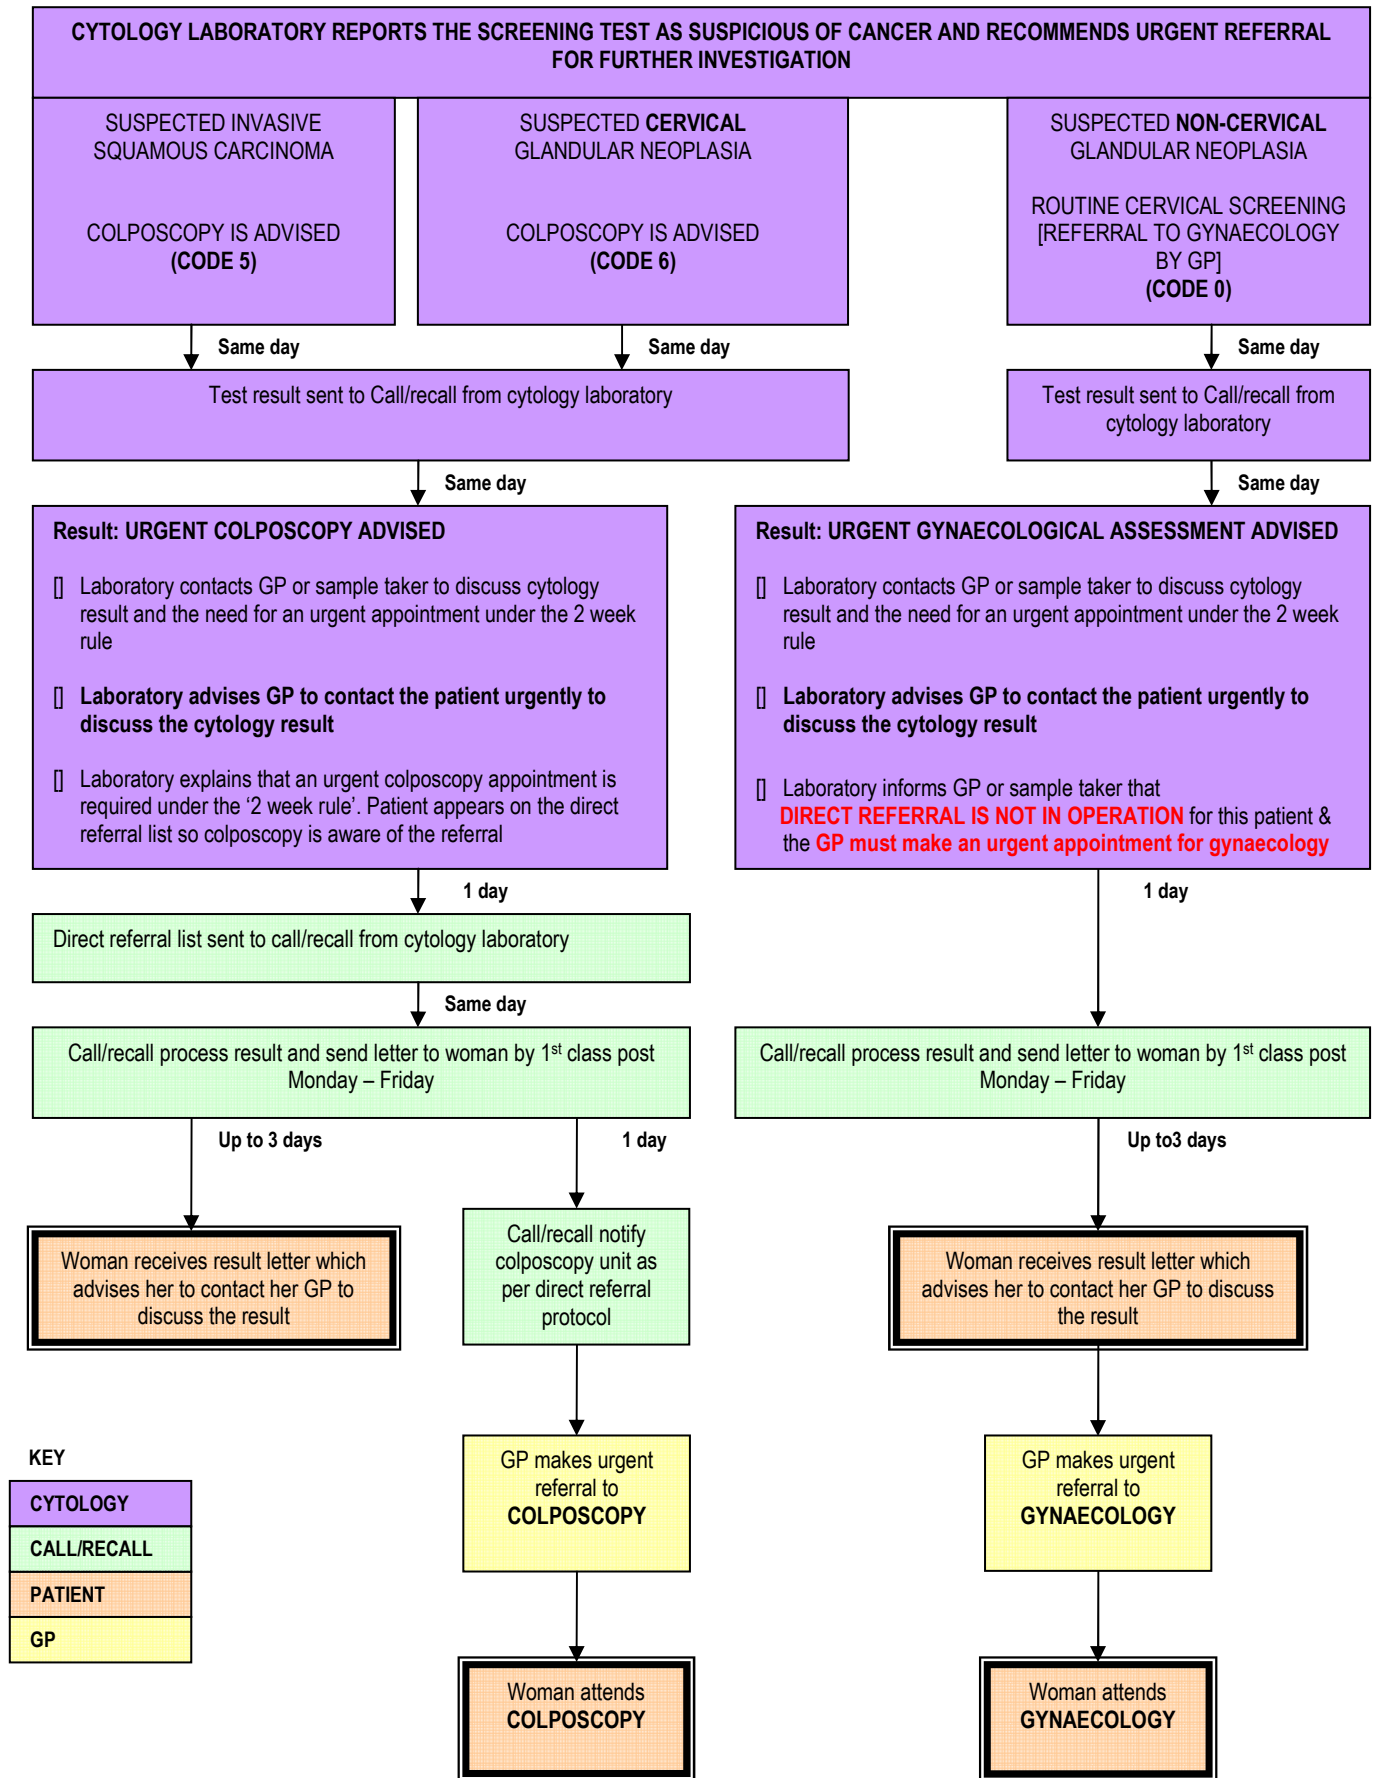 CYTOLOGY LABORATORY REPORTS THE SCREENING TEST AS SUSPICIOUS OF CANCER AND RECOMMENDS URGENT REFERRAL
FOR FURTHER INVESTIGATION
SUSPECTED INVASIVE
SQUAMOUS CARCINOMA
COLPOSCOPY IS ADVISED
(CODE 5)
SUSPECTED CERVICAL
GLANDULAR NEOPLASIA
COLPOSCOPY IS ADVISED
(CODE 6)
SUSPECTED NON-CERVICAL
GLANDULAR NEOPLASIA
ROUTINE CERVICAL SCREENING
[REFERRAL TO GYNAECOLOGY
BY GP]
(CODE 0)
Same day
Same day
Same day
Test result sent to Call/recall from cytology laboratory
Test result sent to Call/recall from
cytology laboratory
Same day
Same day
Result: URGENT COLPOSCOPY ADVISED
[] Laboratory contacts GP or sample taker to discuss cytology
result and the need for an urgent appointment under the 2 week
rule
[] Laboratory advises GP to contact the patient urgently to
discuss the cytology result
[] Laboratory explains that an urgent colposcopy appointment is
required under the ‘2 week rule’. Patient appears on the direct
referral list so colposcopy is aware of the referral
Result: URGENT GYNAECOLOGICAL ASSESSMENT ADVISED
[] Laboratory contacts GP or sample taker to discuss cytology
result and the need for an urgent appointment under the 2 week
rule
[] Laboratory advises GP to contact the patient urgently to
discuss the cytology result
[] Laboratory informs GP or sample taker that
DIRECT REFERRAL IS NOT IN OPERATION for this patient &
the GP must make an urgent appointment for gynaecology
1 day
1 day
Direct referral list sent to call/recall from cytology laboratory
Same day
Call/recall process result and send letter to woman by 1st class post
Monday – Friday
Call/recall process result and send letter to woman by 1st class post
Monday – Friday
Up to 3 days
1 day
Up to3 days
Woman receives result letter which
advises her to contact her GP to
discuss the result
Call/recall notify
colposcopy unit as
per direct referral
protocol
Woman receives result letter which
advises her to contact her GP to discuss
the result
GP makes urgent
referral to
COLPOSCOPY
GP makes urgent
referral to
GYNAECOLOGY
KEY
CYTOLOGY
CALL/RECALL
PATIENT
GP
Woman attends
COLPOSCOPY
Woman attends
GYNAECOLOGY